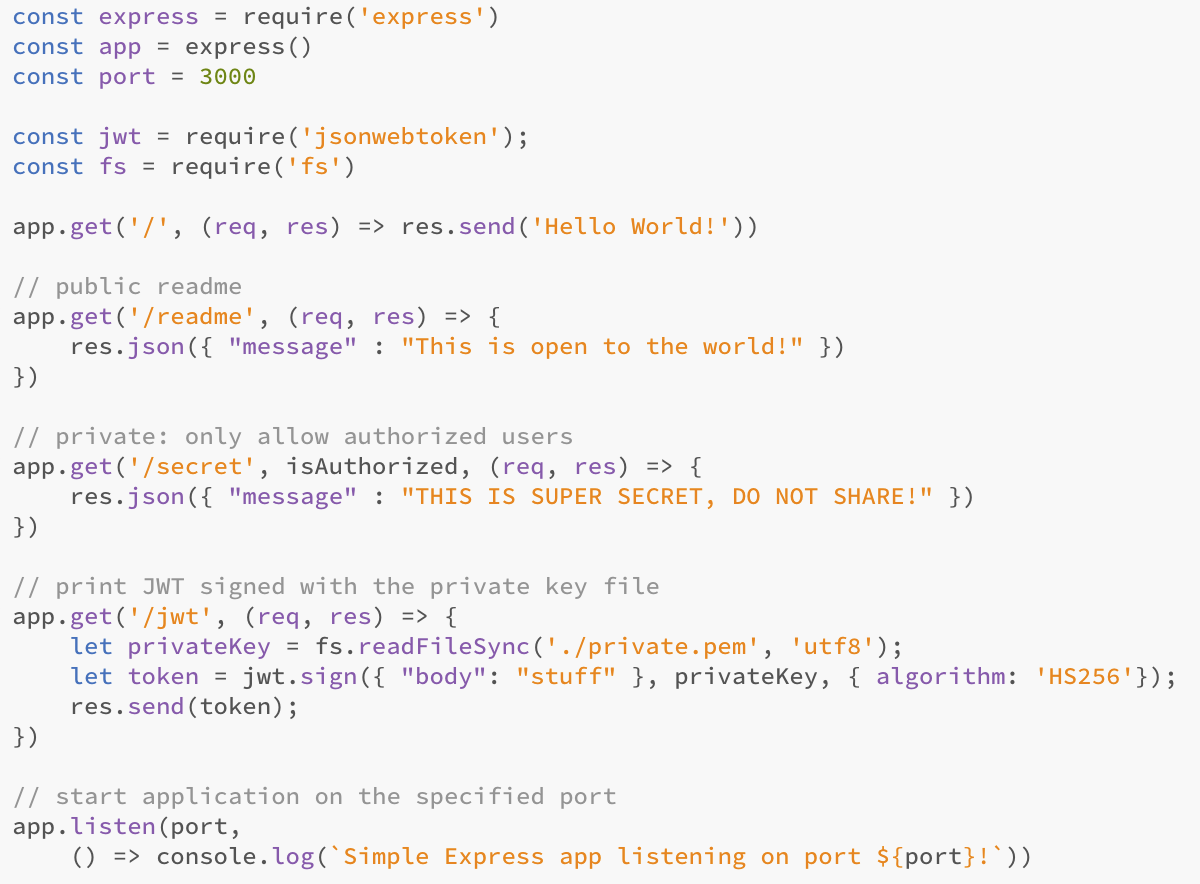 const express = require('express')
const app = express()
const port = 3000

const jwt = require('jsonwebtoken');
const fs = require('fs')

app.get('/', (req, res) => res.send('Hello World!'))

// public readme
app.get('/readme', (req, res) => {
    res.json({ "message" : "This is open to the world!" })
})

// private: only allow authorized users
app.get('/secret', isAuthorized, (req, res) => {
    res.json({ "message" : "THIS IS SUPER SECRET, DO NOT SHARE!" })
})

// print JWT signed with the private key file
app.get('/jwt', (req, res) => {
    let privateKey = fs.readFileSync('./private.pem', 'utf8');
    let token = jwt.sign({ "body": "stuff" }, privateKey, { algorithm: 'HS256'});
    res.send(token);
})

// start application on the specified port
app.listen(port,
    () => console.log(`Simple Express app listening on port ${port}!`))